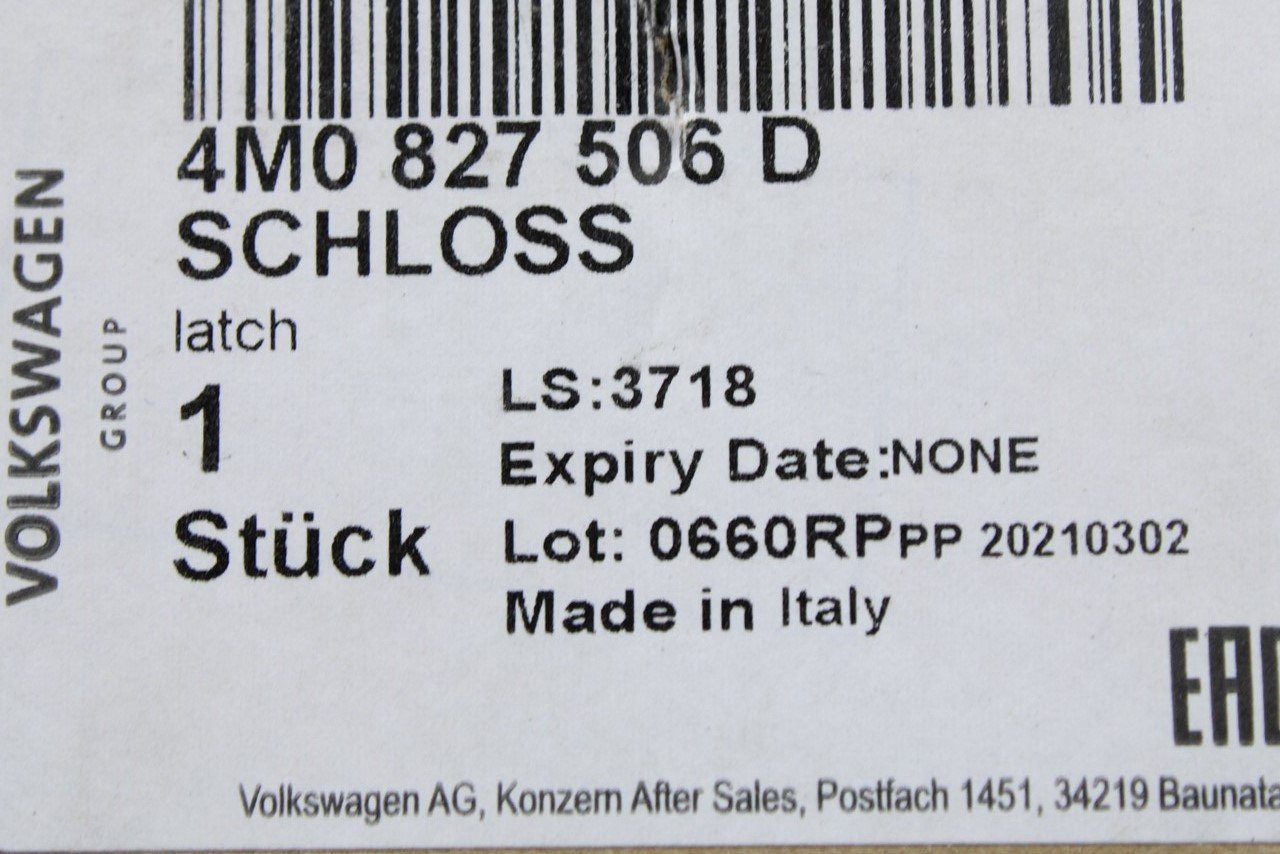 4M0 827 506 D
SCHLOSS
latch
1
Stück
LS:3718
Expiry Date:NONE
Lot: 0660RPPP 20210302
Made in Italy
VOLKSWAGEN
GROUP
EAC
Volkswagen AG, Konzern After Sales, Postfach 1451, 34219 Baunata